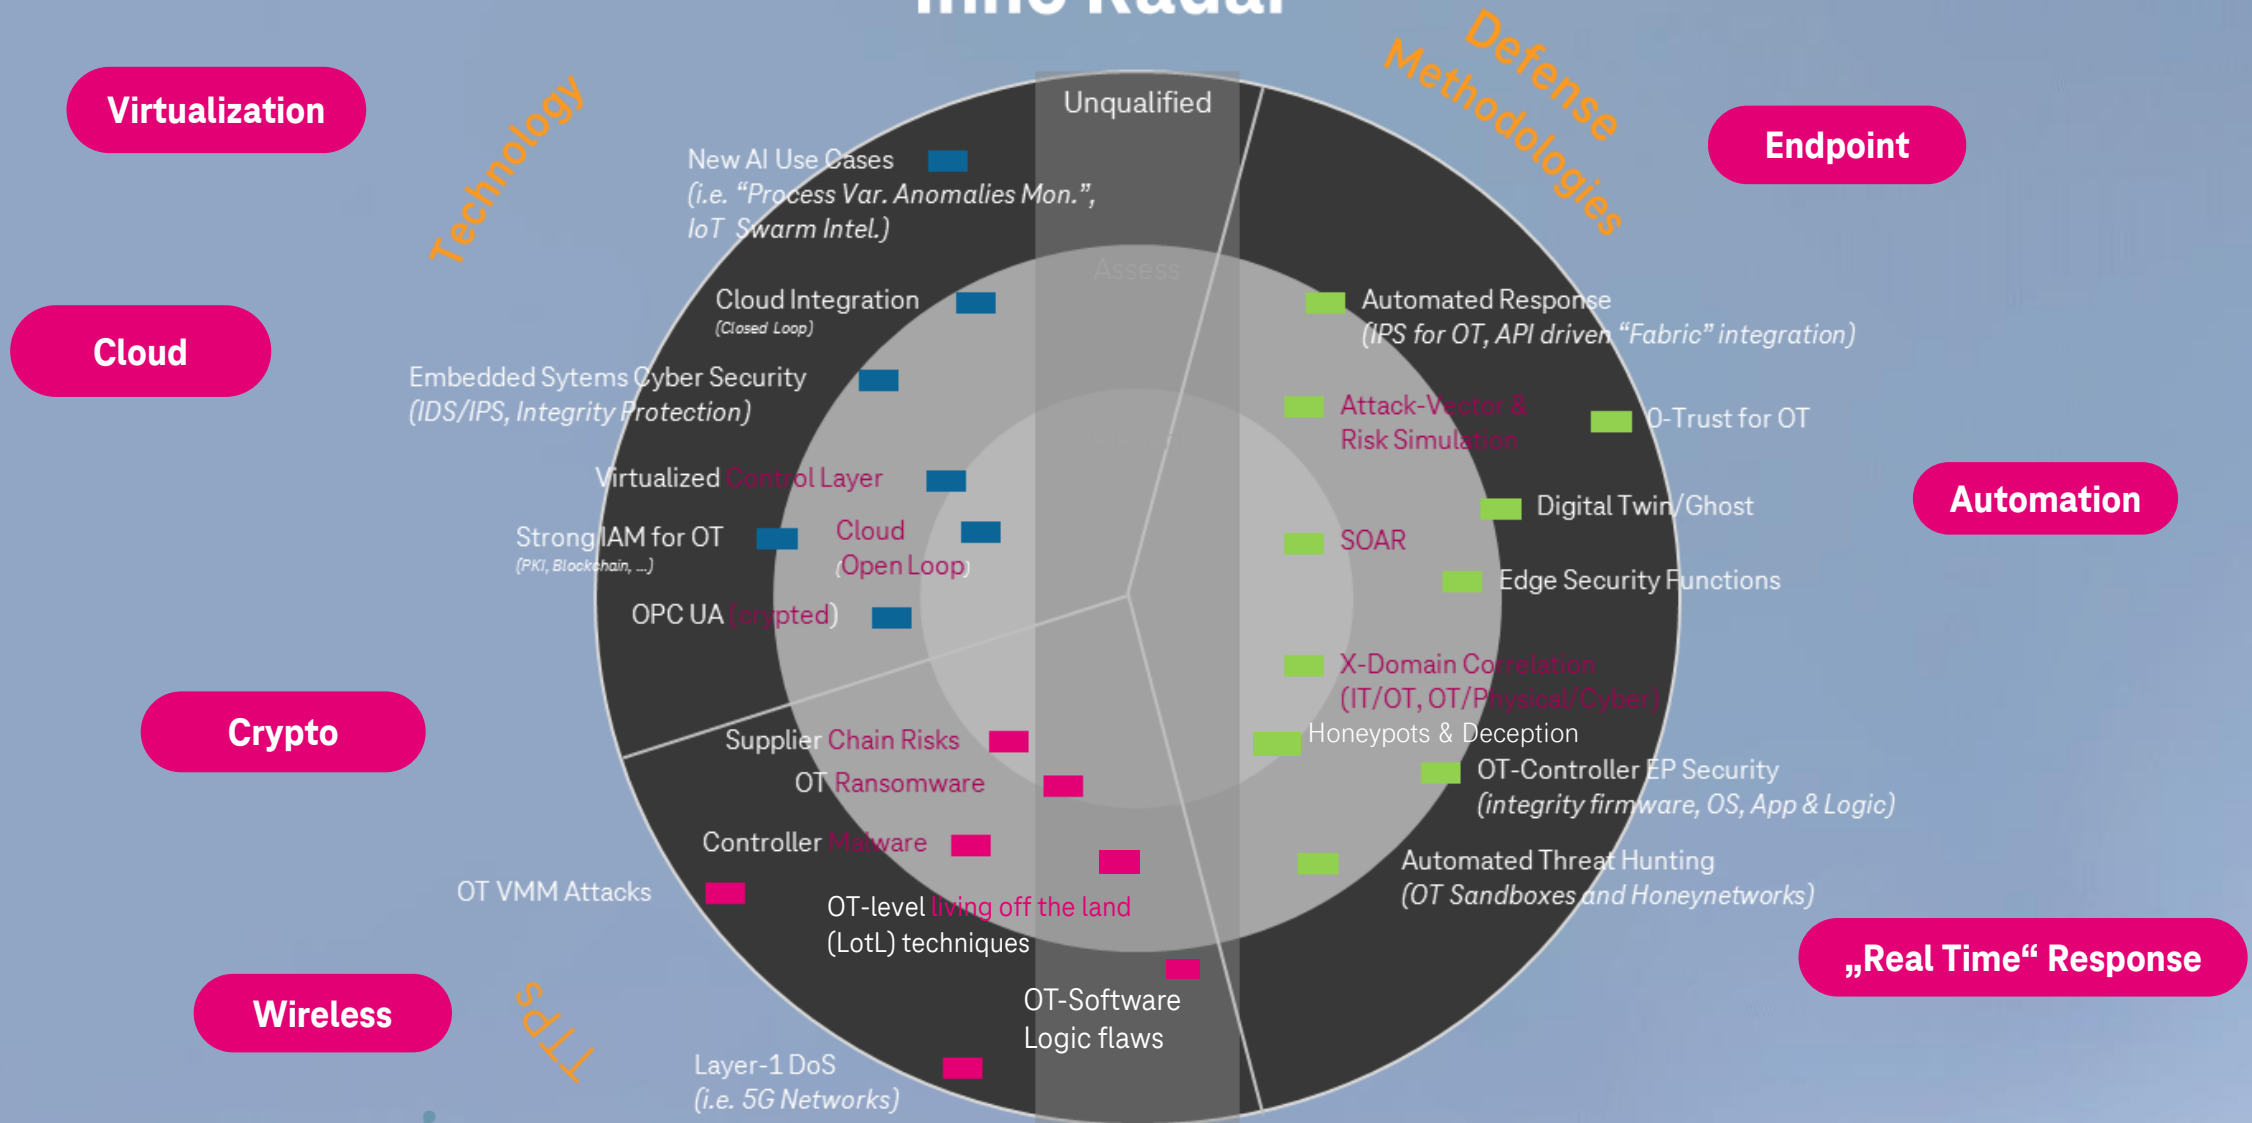 Inno Radar
Virtualization
Cloud
Crypto
Wireless
Technology
TTPs
Defense
Methodologies
Endpoint
Automation
„Real Time“ Response
Unqualified
Assess
New AI Use Cases
(i.e. “Process Var. Anomalies Mon.”,
IoT Swarm Intel.)
Cloud Integration
(Closed Loop)
Embedded Sytems Cyber Security
(IDS/IPS, Integrity Protection)
Virtualized Control Layer
Strong IAM for OT
(PKI, Blockchain, ...)
Cloud
(Open Loop)
OPC UA (crypted)
Supplier Chain Risks
OT Ransomware
Controller Malware
OT VMM Attacks
OT-level living off the land
(LotL) techniques
OT-Software
Logic flaws
Layer-1 DoS
(i.e. 5G Networks)
Automated Response
(IPS for OT, API driven “Fabric” integration)
Attack-Vector &
Risk Simulation
0-Trust for OT
Digital Twin/Ghost
SOAR
Edge Security Functions
X-Domain Correlation
(IT/OT, OT/Physical/Cyber)
Honeypots & Deception
OT-Controller EP Security
(integrity firmware, OS, App & Logic)
Automated Threat Hunting
(OT Sandboxes and Honeynetworks)